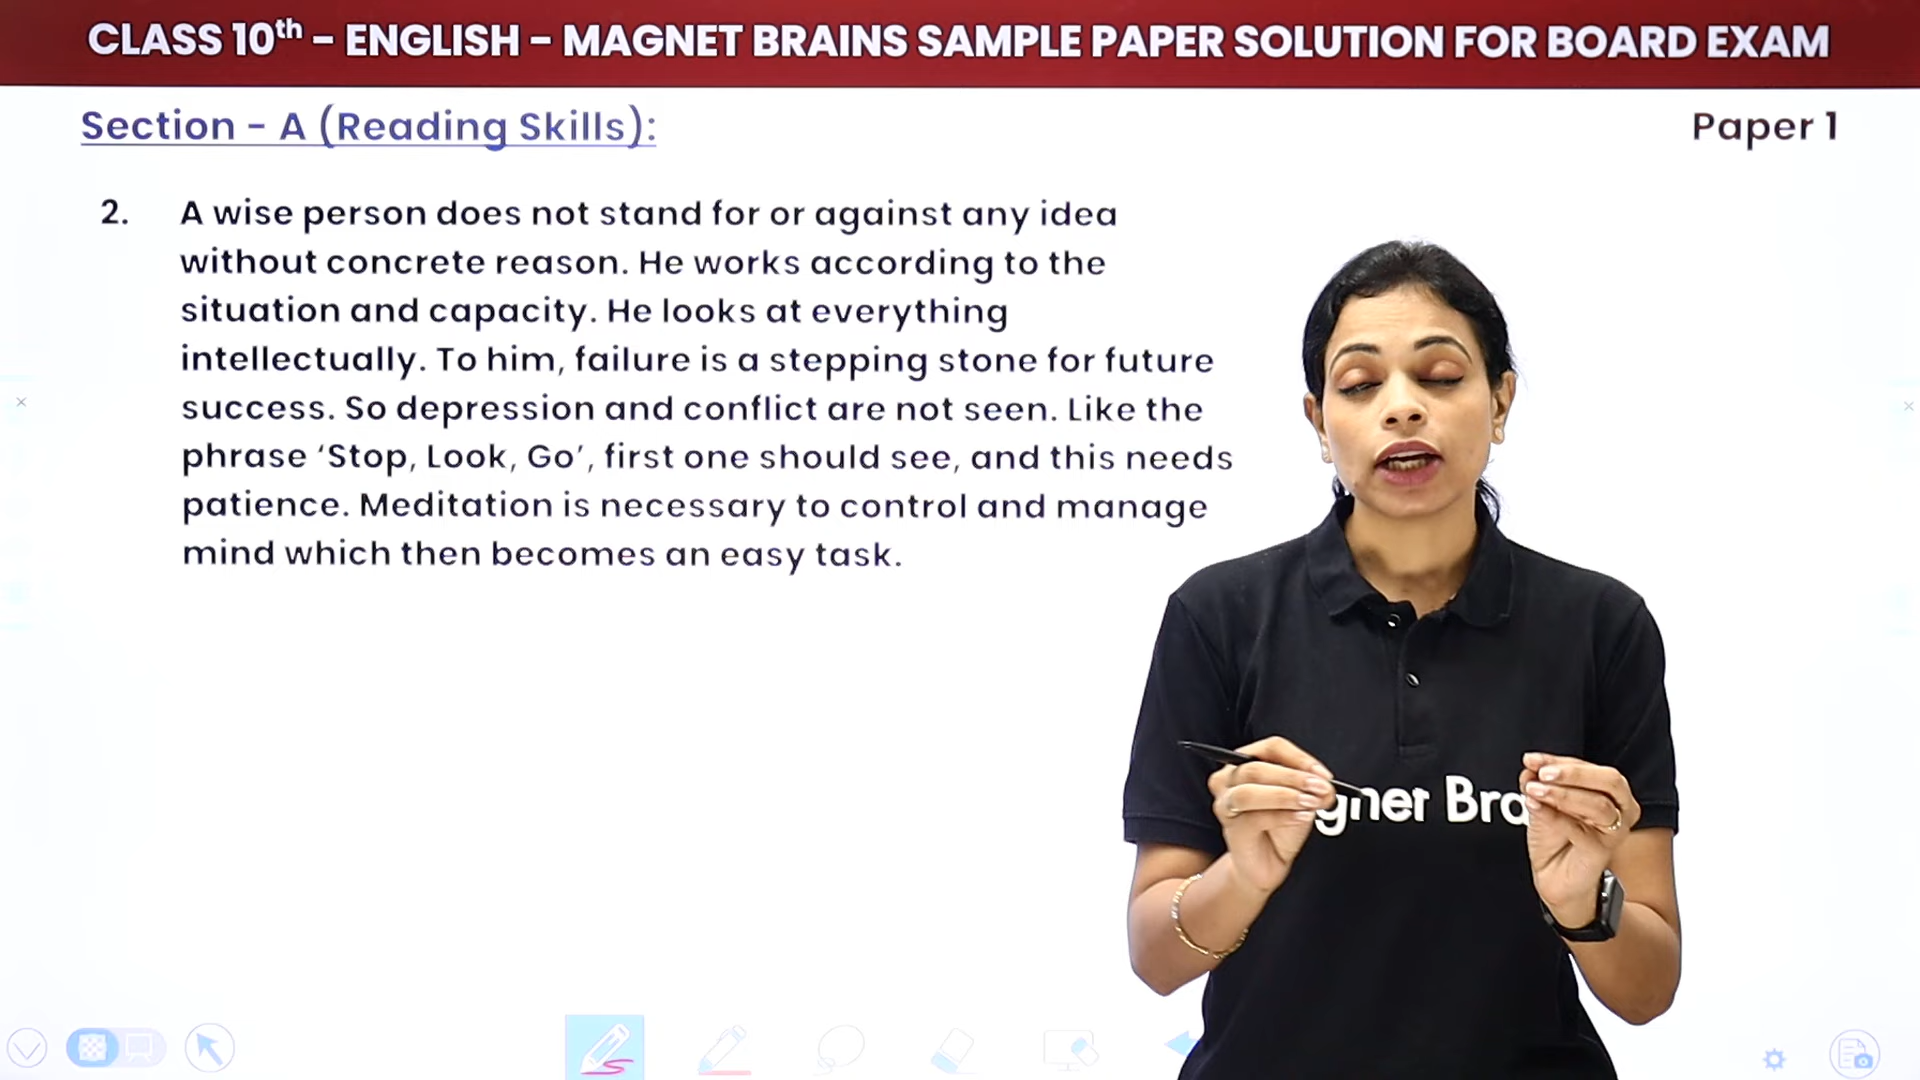 CLASS 10th - ENGLISH - MAGNET BRAINS SAMPLE PAPER SOLUTION FOR BOARD EXAM
Section - A (Reading Skills):
Paper 1
2. A wise person does not stand for or against any idea
without concrete reason. He works according to the
situation and capacity. He looks at everything
intellectually. To him, failure is a stepping stone for future
success. So depression and conflict are not seen. Like the
phrase ‘Stop, Look, Go’, first one should see, and this needs
patience. Meditation is necessary to control and manage
mind which then becomes an easy task.
gnet Bra